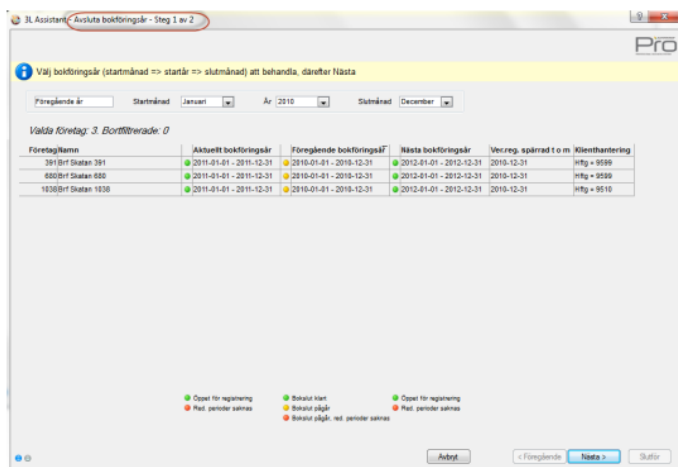 3L Assistant - Avsluta bokföringsår - Steg 1 av 2
Pro
Välj bokföringsår (startmånad => startår => slutmånad) att behandla, därefter Nästa
Föregående år Startmånad Januari År 2010 Slutmånad December
Valda företag: 3. Bortfiltrerade: 0
Företag Namn Aktuellt bokföringsår Föregående bokföringsår Nästa bokföringsår Ver.reg. spärrad t o m Klienthantering
391 Brf Skatan 391 2011-01-01 - 2011-12-31 2010-01-01 - 2010-12-31 2012-01-01 - 2012-12-31 2010-12-31 Hftg + 9599
680 Brf Skatan 680 2011-01-01 - 2011-12-31 2010-01-01 - 2010-12-31 2012-01-01 - 2012-12-31 2010-12-31 Hftg + 9599
1038 Brf Skatan 1038 2011-01-01 - 2011-12-31 2010-01-01 - 2010-12-31 2012-01-01 - 2012-12-31 2010-12-31 Hftg + 9510
Öppet för registrering Bokslut klart Öppet för registrering
Red. perioder saknas Bokslut pågår Red. perioder saknas
Bokslut pågår, red. perioder saknas
Avbryt < Föregående Nästa > Slutför